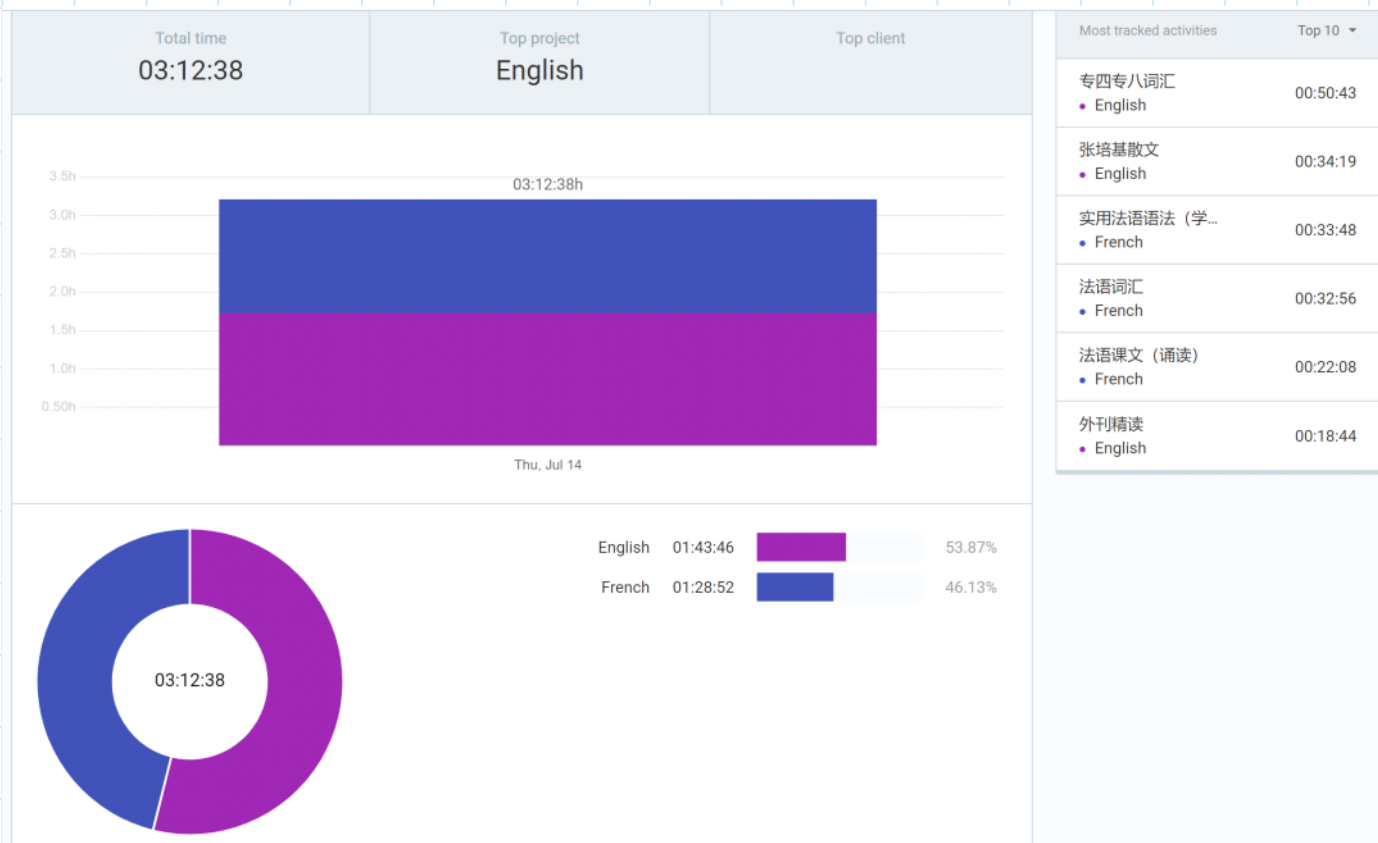 Total time
03:12:38
Top project
English
Top client
3.5h
3.0h
2.5h
2.0h
1.5h
1.0h
0.50h
03:12:38h
Thu, Jul 14
03:12:38
English 01:43:46 53.87%
French 01:28:52 46.13%
Most tracked activities Top 10
专四专八词汇
English 00:50:43
张培基散文
English 00:34:19
实用法语语法（学...
French 00:33:48
法语词汇
French 00:32:56
法语课文（诵读）
French 00:22:08
外刊精读
English 00:18:44